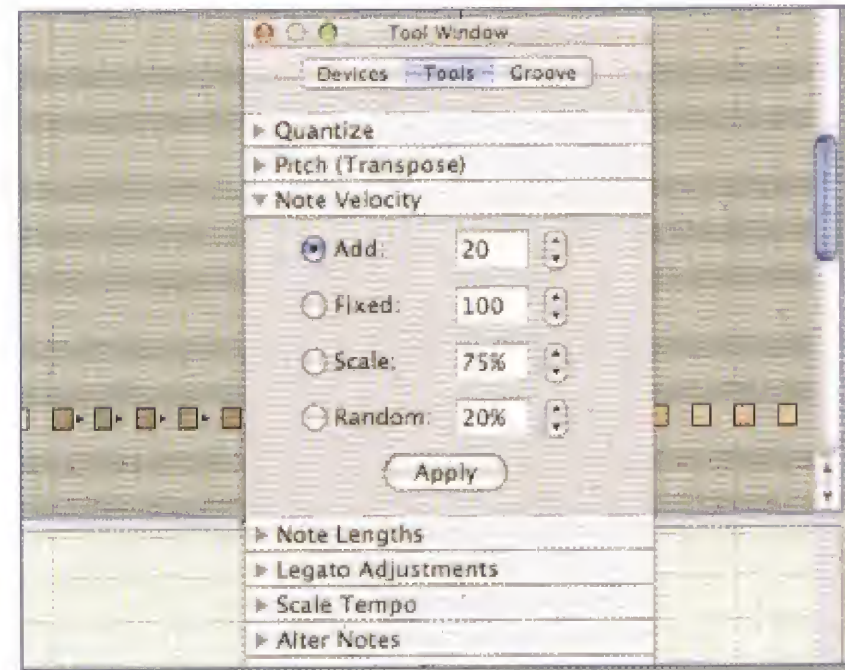 Tool Window
Devices Tools Groove
Quantize
Pitch (Transpose)
Note Velocity
Add: 20
Fixed: 100
Scale: 75%
Random: 20%
Apply
Note Lengths
Legato Adjustments
Scale Tempo
Alter Notes